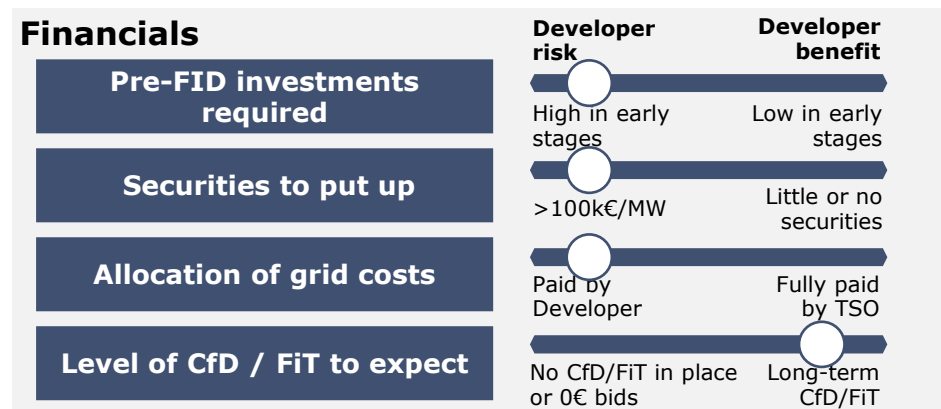 Financials
Developer
risk
Developer
benefit
Pre-FID investments
required
High in early
stages
Low in early
stages
Securities to put up
>100k€/MW
Little or no
securities
Allocation of grid costs
Paid by
Developer
Fully paid
by TSO
Level of CfD / FiT to expect
No CfD/FiT in place
or 0€ bids
Long-term
CfD/FiT